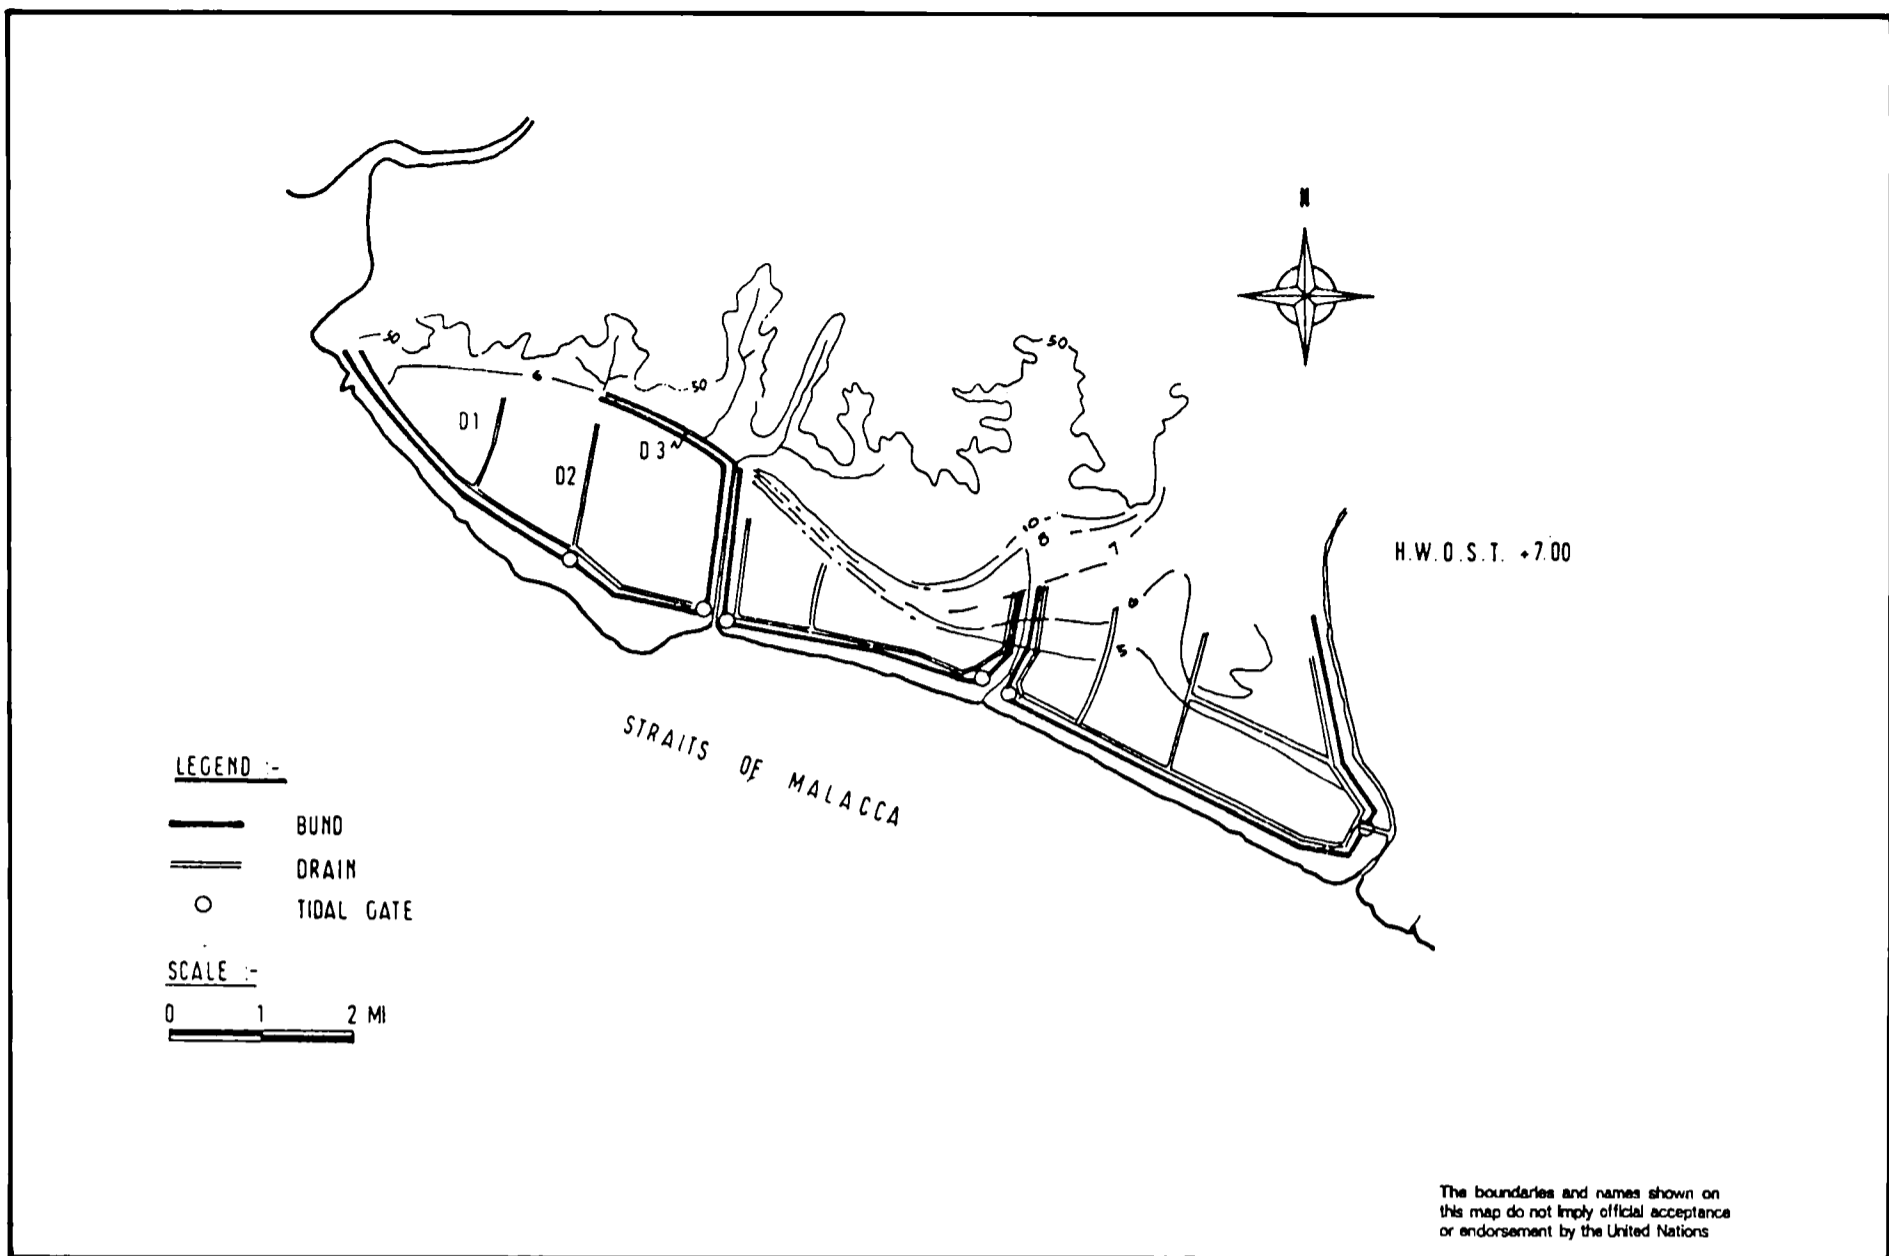 N
50
6
50
50
D1
D2
D3
10
8
7
6
5
H.W.O.S.T. +7.00
STRAITS OF MALACCA
LEGEND :-
BUND
DRAIN
TIDAL GATE
SCALE :-
0 1 2 MI
The boundaries and names shown on
this map do not imply official acceptance
or endorsement by the United Nations